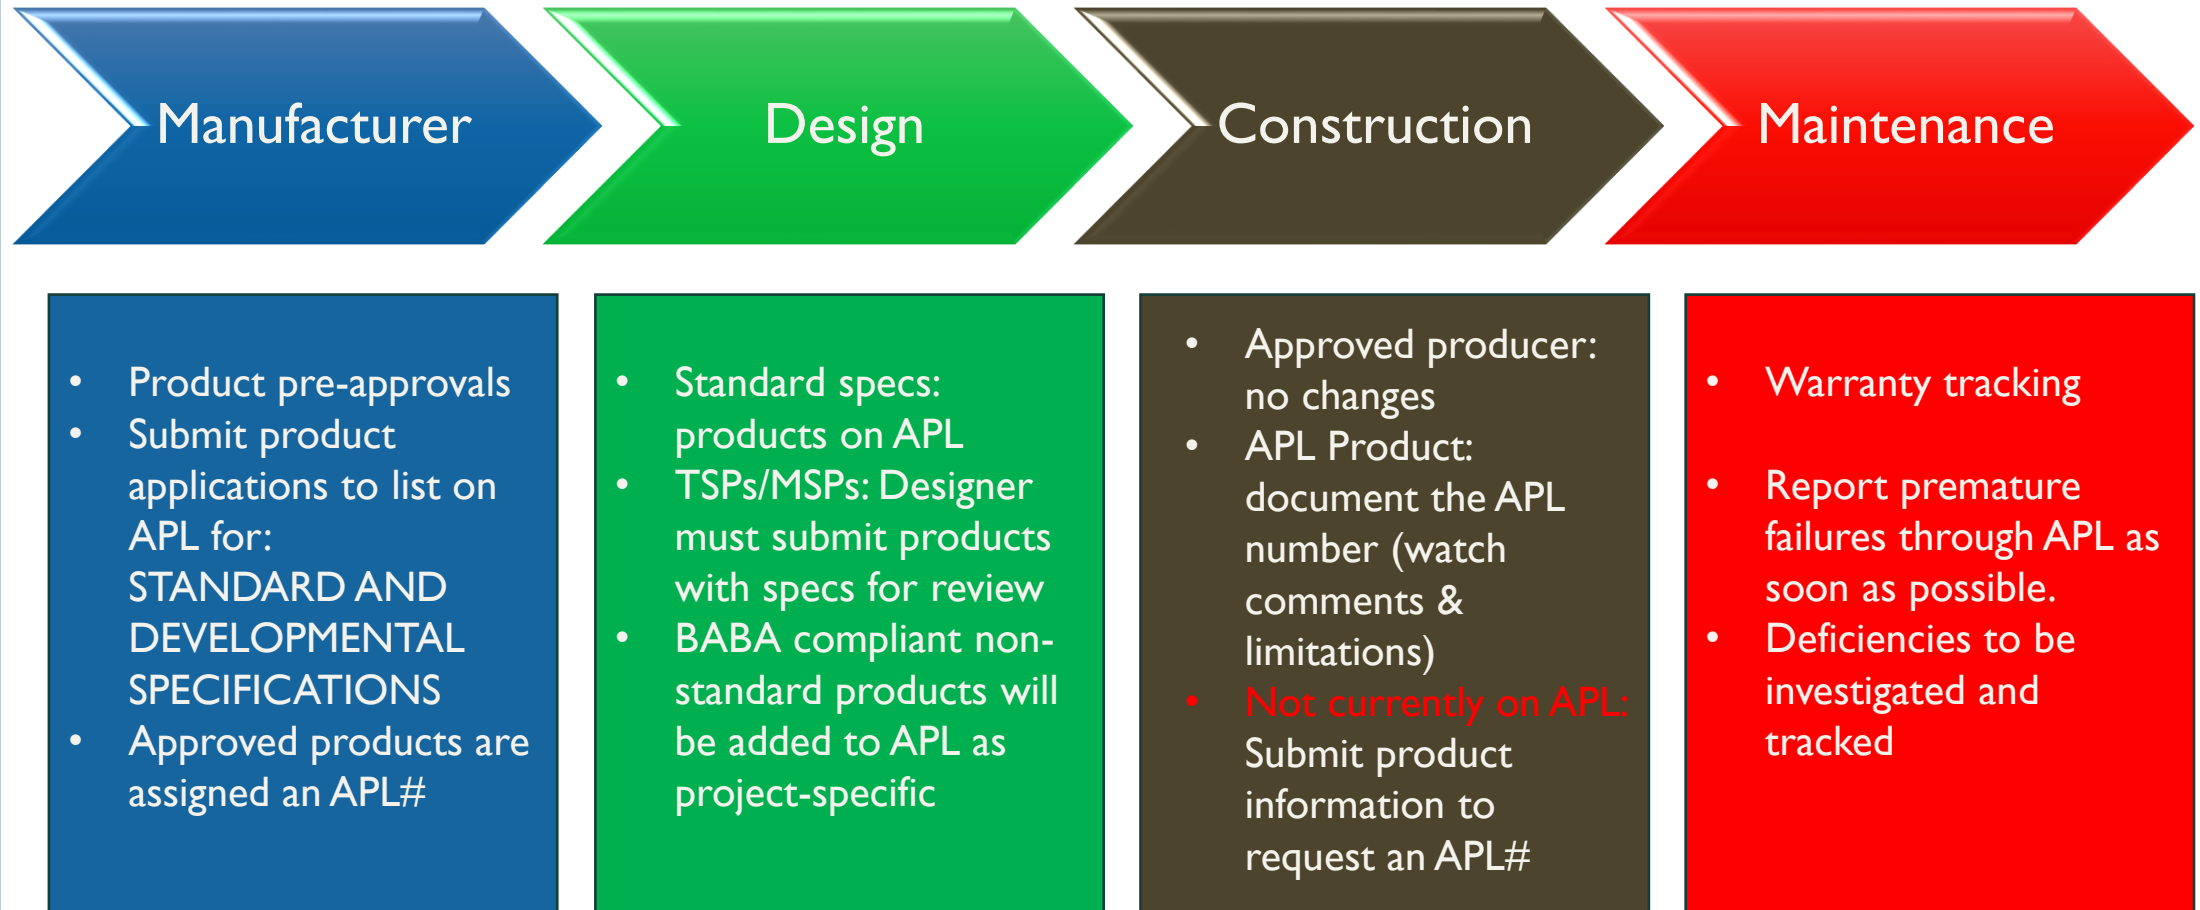 Manufacturer
Design
Construction
Maintenance
• Product pre-approvals
• Submit product
applications to list on
APL for:
STANDARD AND
DEVELOPMENTAL
SPECIFICATIONS
• Approved products are
assigned an APL#
• Standard specs:
products on APL
• TSPs/MSPs: Designer
must submit products
with specs for review
• BABA compliant non-
standard products will
be added to APL as
project-specific
• Approved producer:
no changes
• APL Product:
document the APL
number (watch
comments &
limitations)
• Not currently on APL:
Submit product
information to
request an APL#
• Warranty tracking
• Report premature
failures through APL as
soon as possible.
• Deficiencies to be
investigated and
tracked